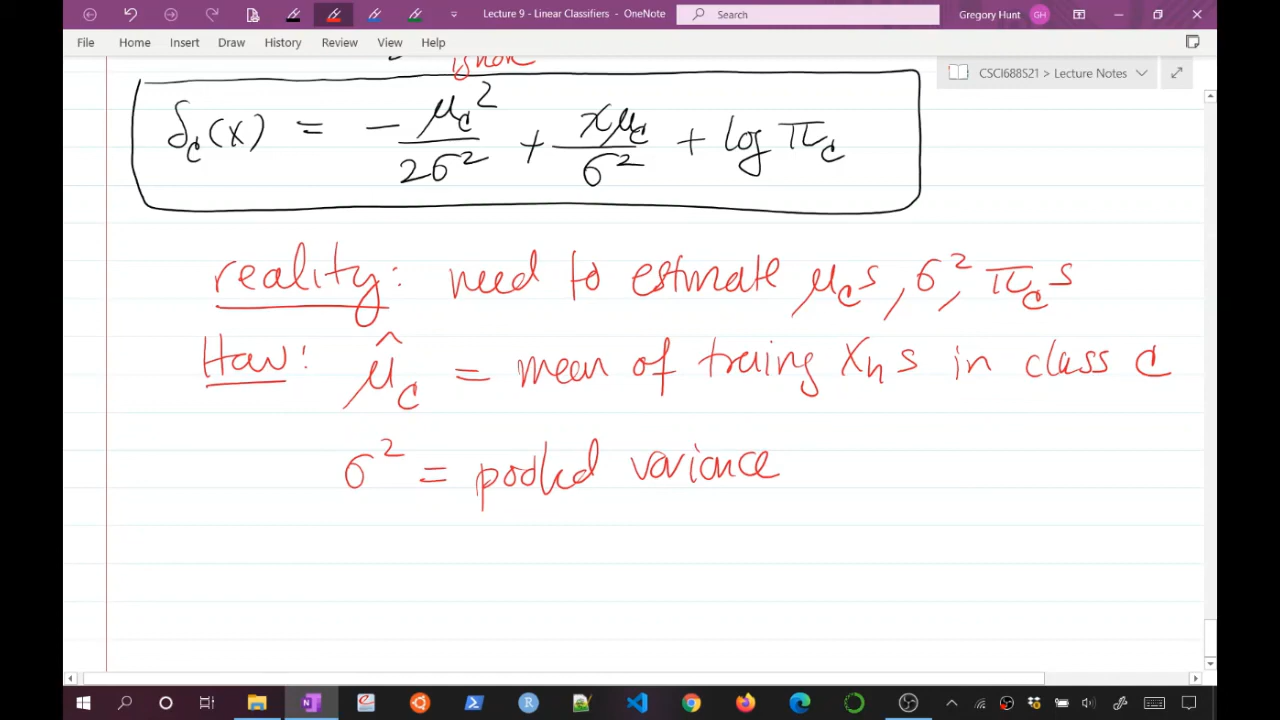 Lecture 9 - Linear Classifiers - OneNote
Search
Gregory Hunt GH
File Home Insert Draw History Review View Help
CSCI688S21 > Lecture Notes
δc(x) = - μc²/2σ² + xμc/σ² + log πc
reality: need to estimate μcs, σ², πcs
How: μ̂c = mean of traing xns in class c
σ² = pooled variance